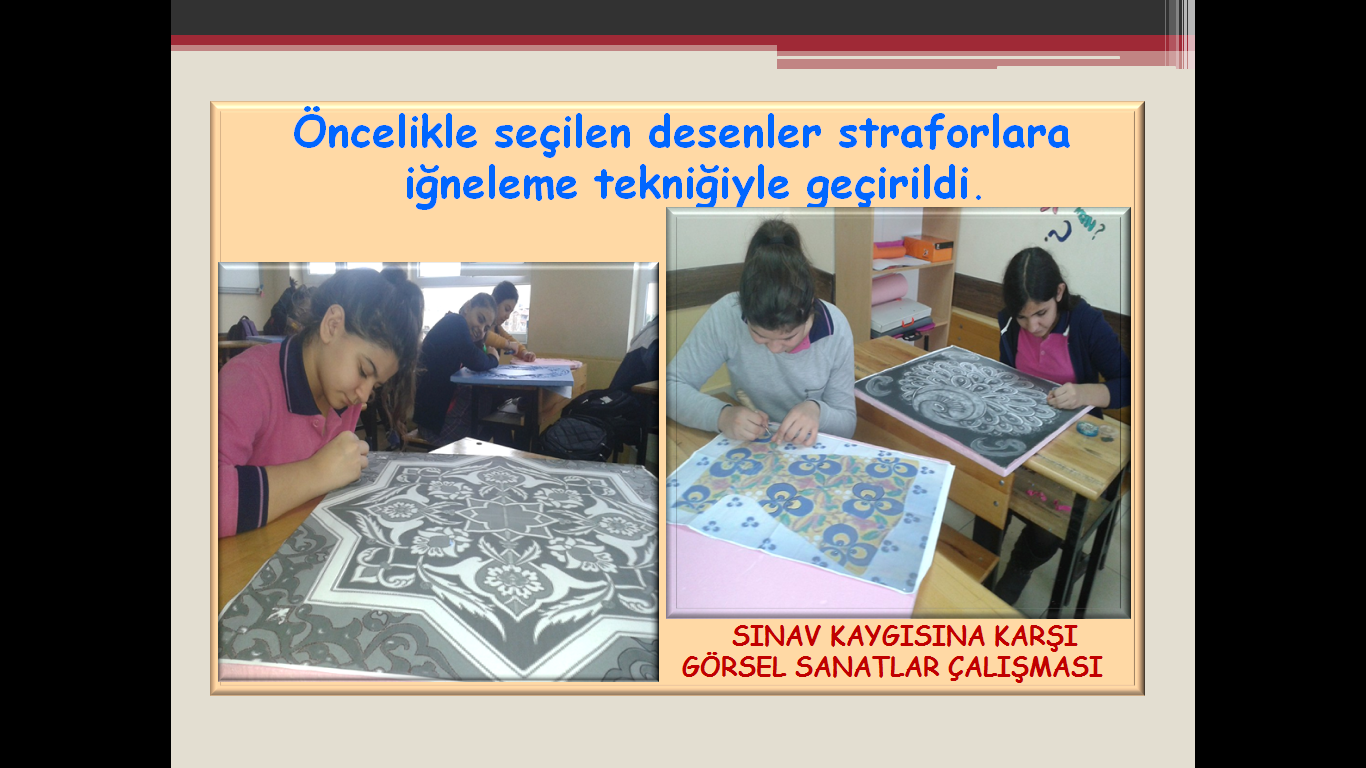 Öncelikle seçilen desenler straforlara
iğneleme tekniğiyle geçirildi.
SINAV KAYGISINA KARŞI
GÖRSEL SANATLAR ÇALIŞMASI